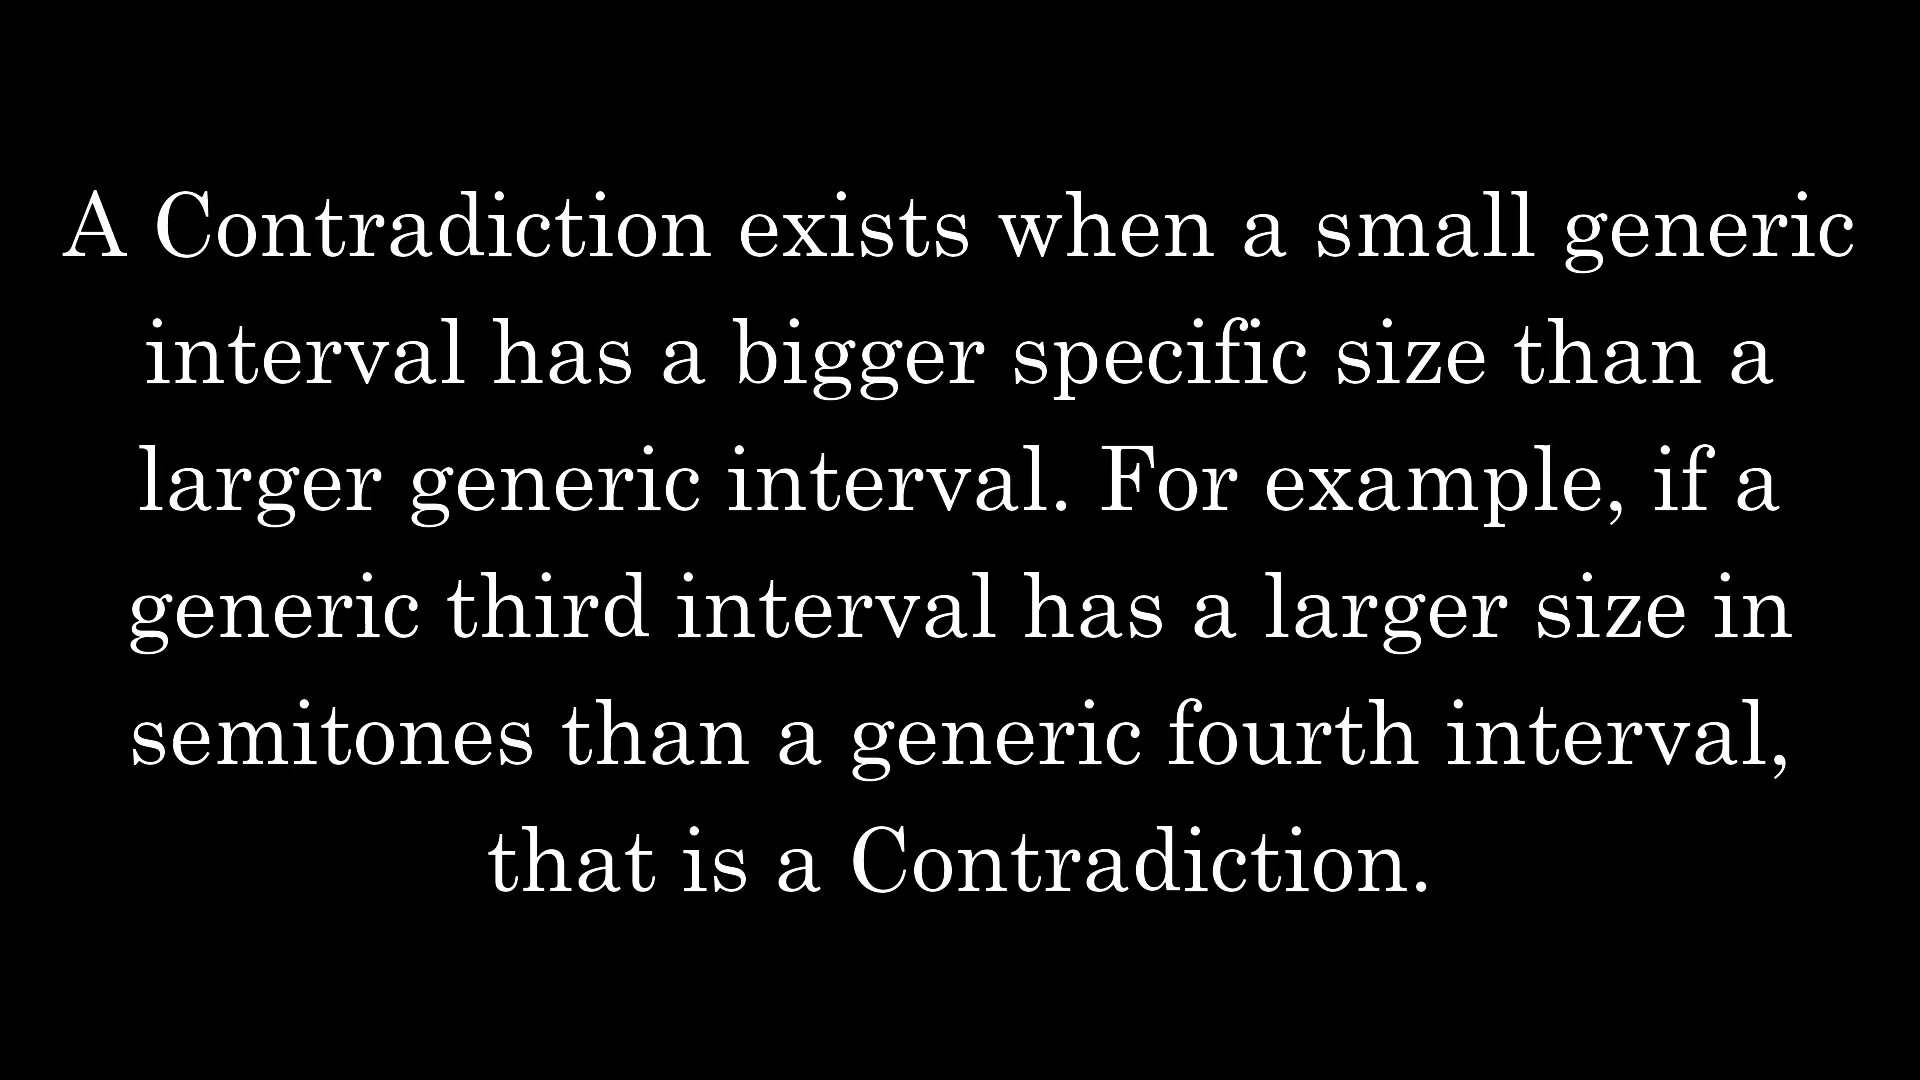 A Contradiction exists when a small generic
interval has a bigger specific size than a
larger generic interval. For example, if a
generic third interval has a larger size in
semitones than a generic fourth interval,
that is a Contradiction.